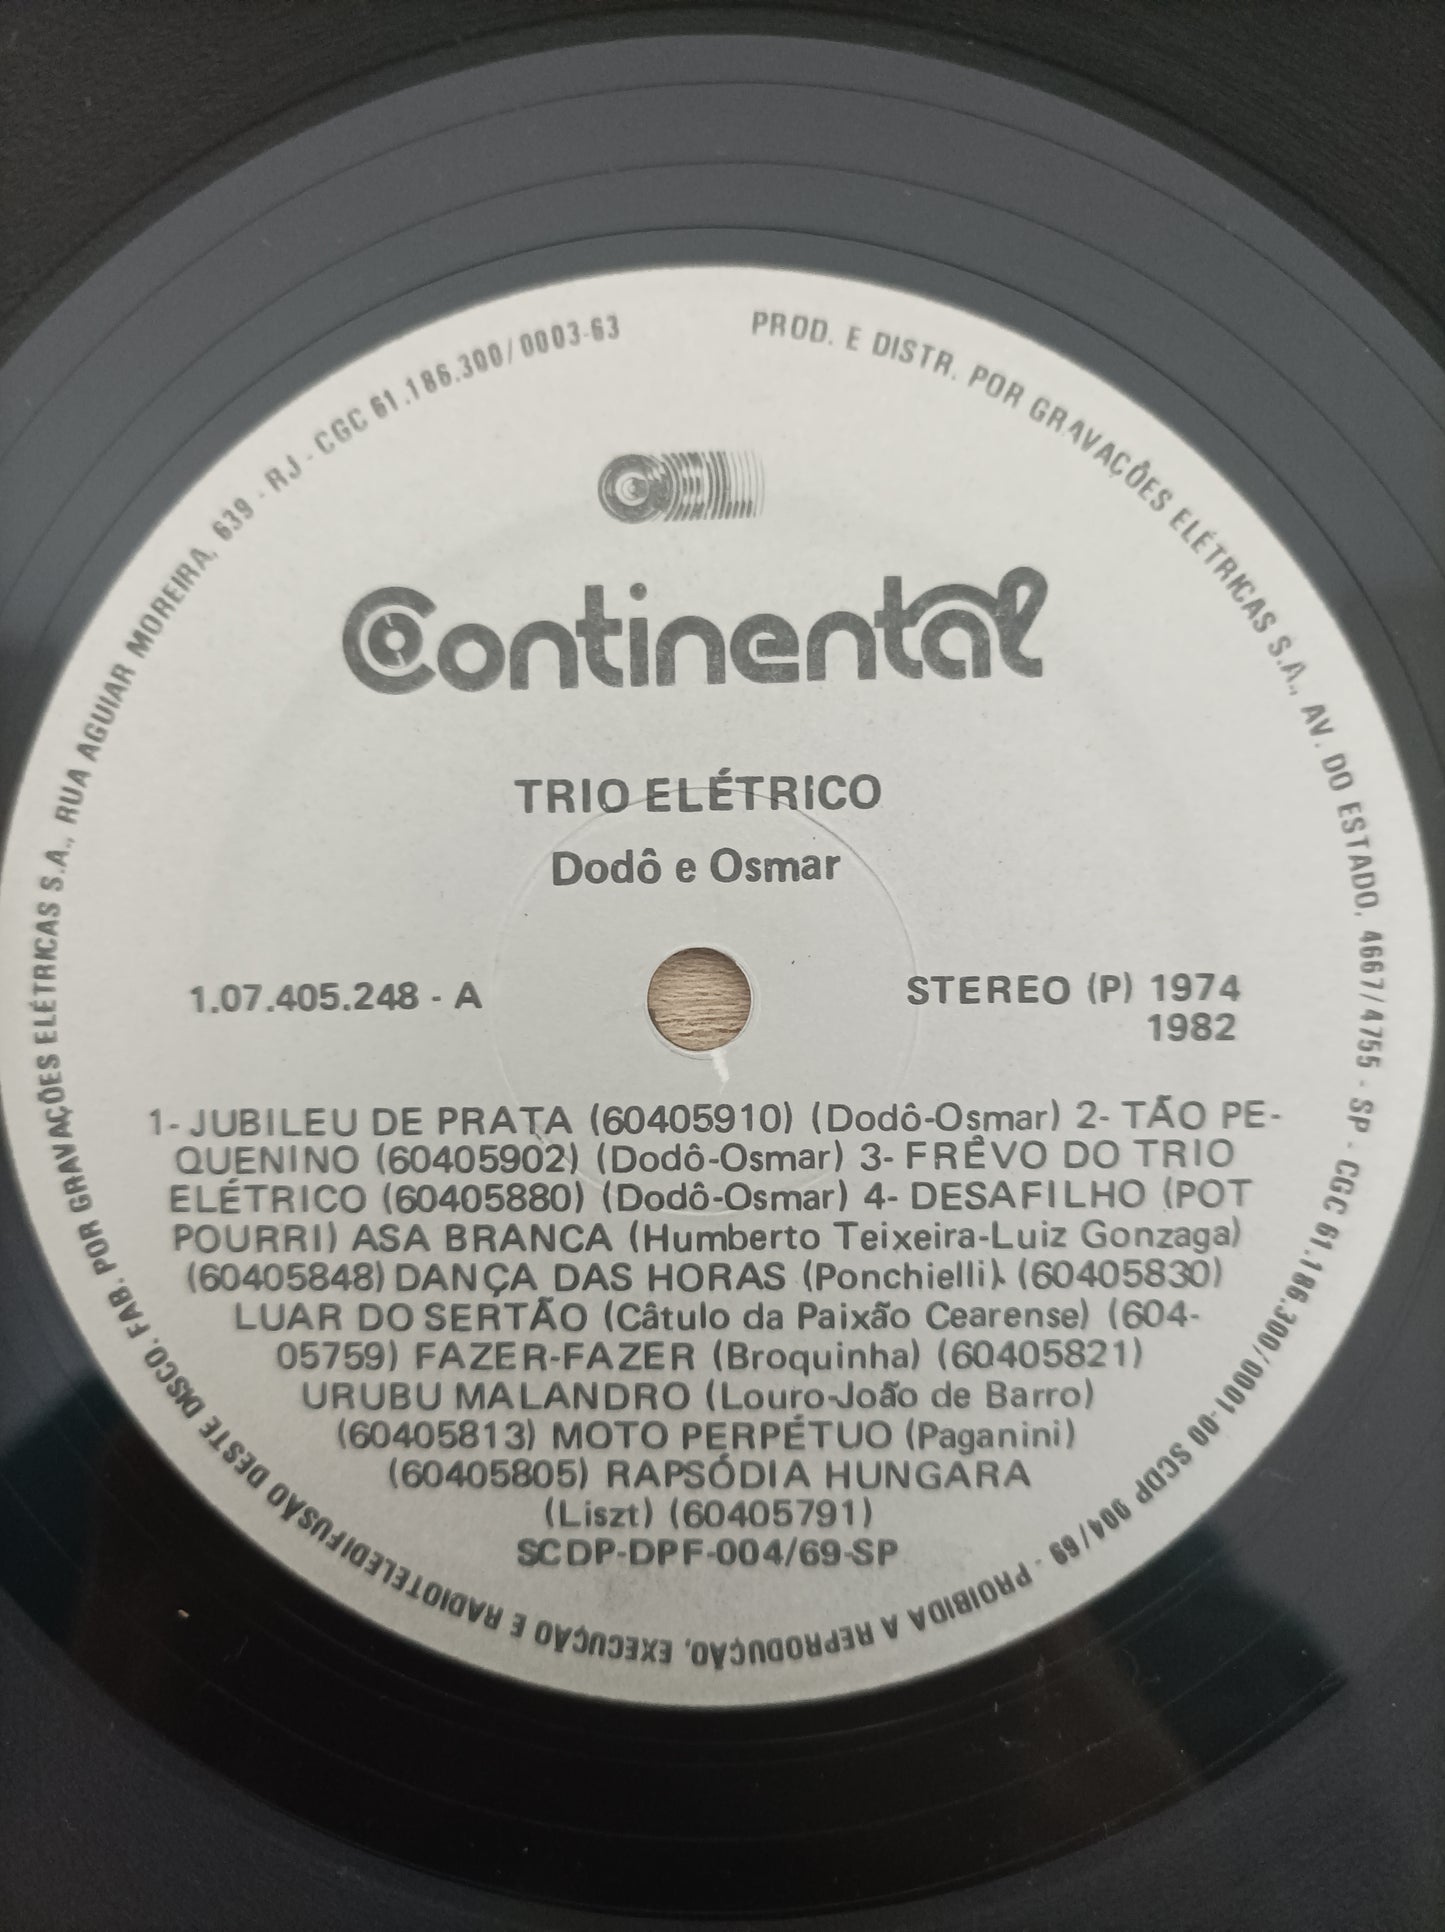 PROD. E DISTR. POR GRAVAÇÕES ELÉTRICAS S.A., AV. DO ESTADO, 4667/4755 - SP - CGC 61.186.300/0001-00 SCDP 904/69 - PROIBIDA A REPRODUÇÃO, EXECUÇÃO E RADIOTELEDIFUSÃO DESTE DISCO. FAB. POR GRAVAÇÕES ELÉTRICAS S.A., RUA AGUIAR MOREIRA, 639 - RJ - CGC 61.186.300/0003-63
Continental
TRIO ELÉTRICO
Dodô e Osmar
1.07.405.248 - A
STEREO (P) 1974
1982
1- JUBILEU DE PRATA (60405910) (Dodô-Osmar) 2- TÃO PE-
QUENINO (60405902) (Dodô-Osmar) 3- FRÊVO DO TRIO
ELÉTRICO (60405880) (Dodô-Osmar) 4- DESAFILHO (POT
POURRI) ASA BRANCA (Humberto Teixeira-Luiz Gonzaga)
(60405848) DANÇA DAS HORAS (Ponchielli). (60405830)
LUAR DO SERTÃO (Câtulo da Paixão Cearense) (604-
05759) FAZER-FAZER (Broquinha) (60405821)
URUBU MALANDRO (Louro-João de Barro)
(60405813) MOTO PERPÉTUO (Paganini)
(60405805) RAPSÓDIA HUNGARA
(Liszt) (60405791)
SCDP-DPF-004/69-SP